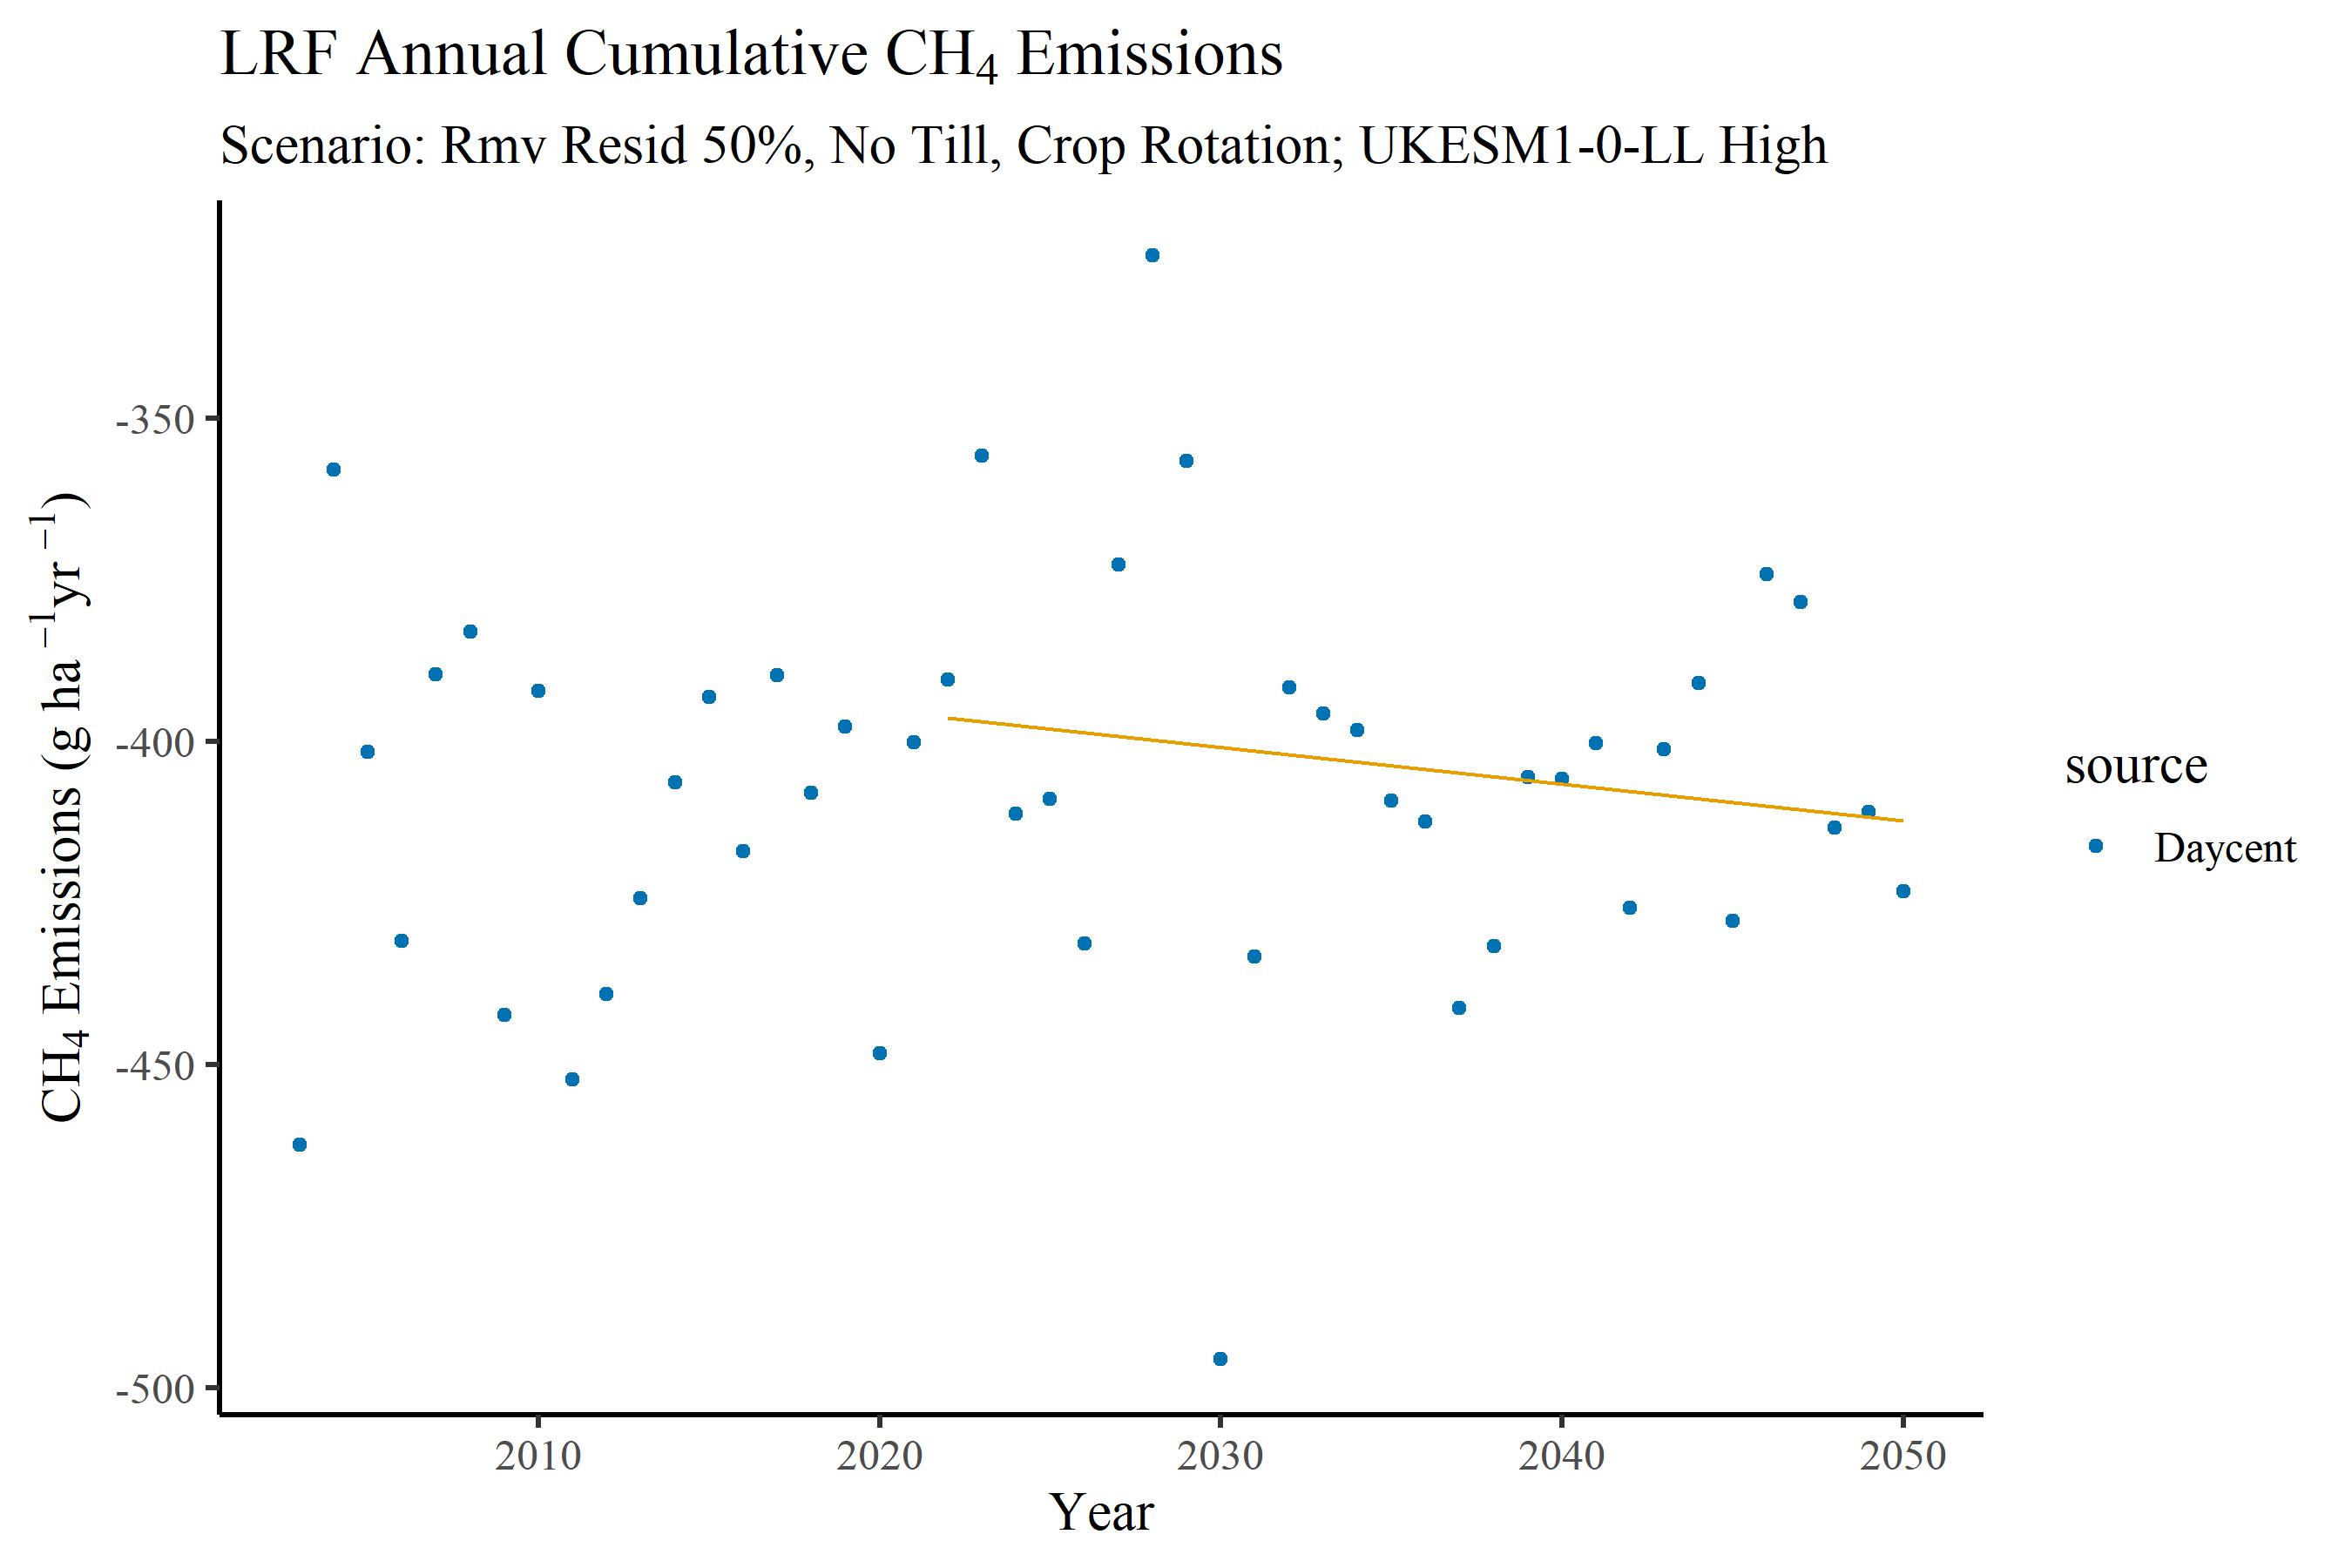 LRF Annual Cumulative CH₄ Emissions
Scenario: Rmv Resid 50%, No Till, Crop Rotation; UKESM1-0-LL High
CH₄ Emissions (g ha ⁻¹yr ⁻¹)
-350
-400
-450
-500
2010 2020 2030 2040 2050
Year
source
Daycent